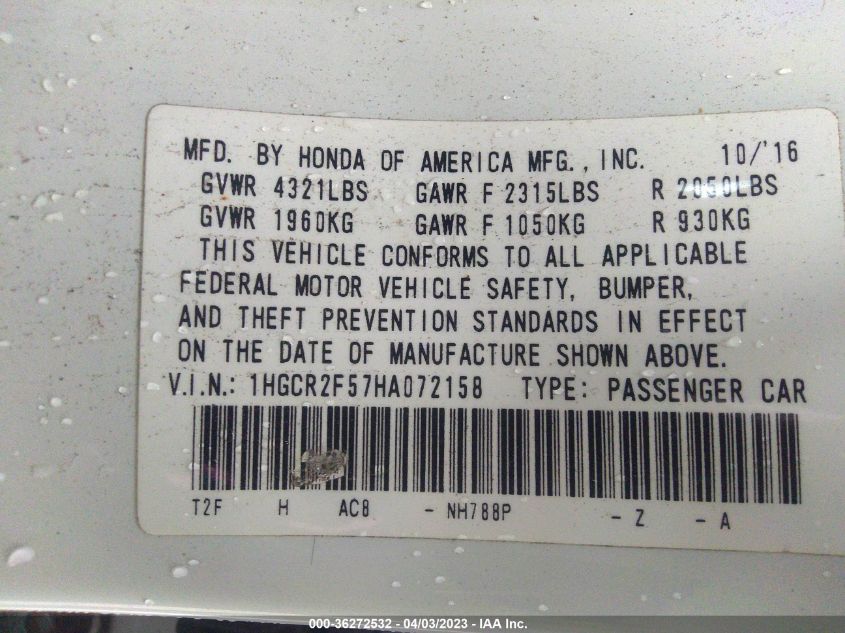 MFD. BY HONDA OF AMERICA MFG., INC. 10/'16
GVWR 4321LBS GAWR F 2315LBS R 2050LBS
GVWR 1960KG GAWR F 1050KG R 930KG
THIS VEHICLE CONFORMS TO ALL APPLICABLE
FEDERAL MOTOR VEHICLE SAFETY, BUMPER,
AND THEFT PREVENTION STANDARDS IN EFFECT
ON THE DATE OF MANUFACTURE SHOWN ABOVE.
V.I.N.: 1HGCR2F57HA072158 TYPE: PASSENGER CAR
T2F H AC8 - NH788P - Z - A
000-36272532 - 04/03/2023 - IAA Inc.